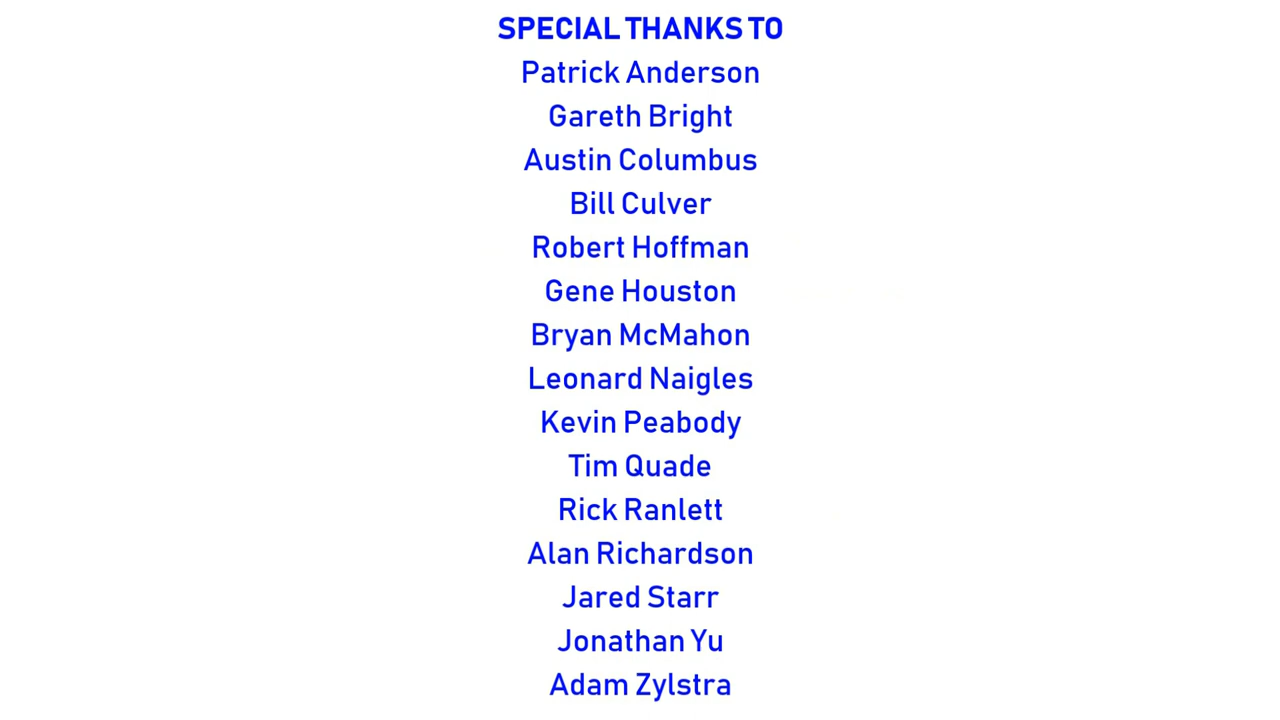 SPECIAL THANKS TO
Patrick Anderson
Gareth Bright
Austin Columbus
Bill Culver
Robert Hoffman
Gene Houston
Bryan McMahon
Leonard Naigles
Kevin Peabody
Tim Quade
Rick Ranlett
Alan Richardson
Jared Starr
Jonathan Yu
Adam Zylstra